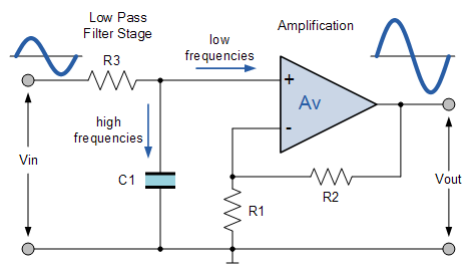 Low Pass
Filter Stage
Amplification
low
frequencies
R3
+
Av
-
high
frequencies
Vin
C1
R1
R2
Vout